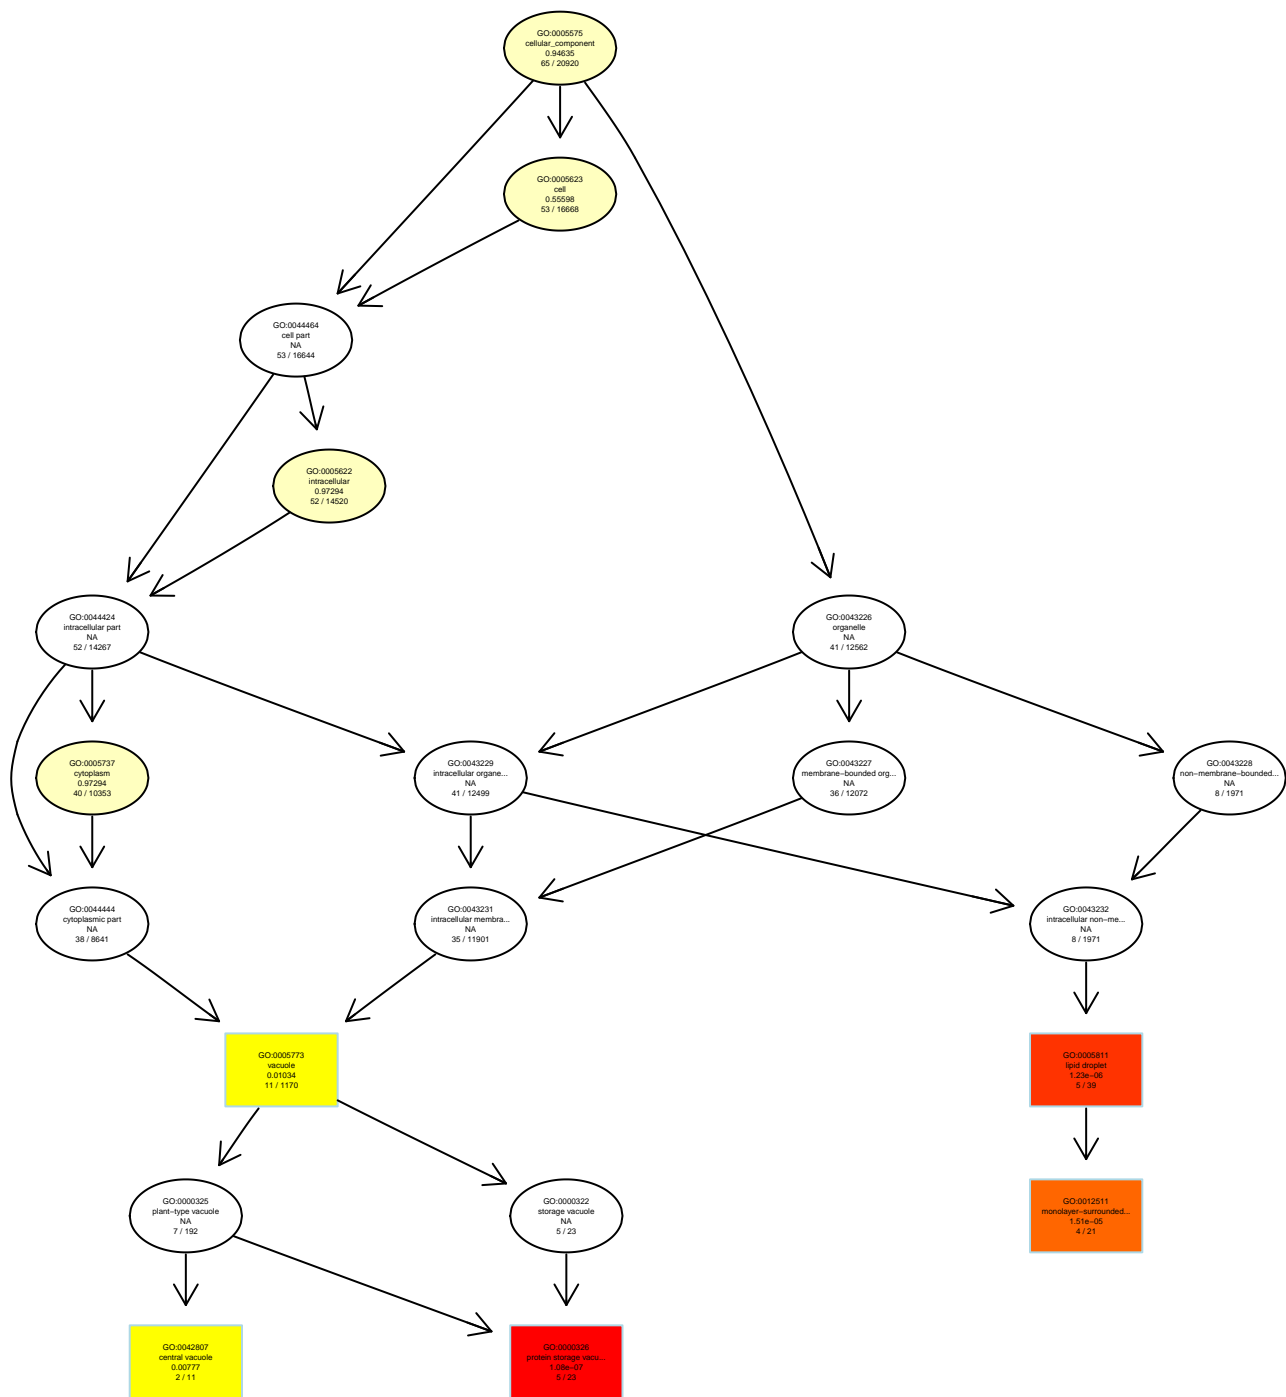 GO:0005575
cellular_component
0.94635
65 / 20920
GO:0005623
cell
0.55598
53 / 16668
GO:0044464
cell part
NA
53 / 16644
GO:0005622
intracellular
0.97294
52 / 14520
GO:0044424
intracellular part
NA
52 / 14267
GO:0043226
organelle
NA
41 / 12562
GO:0005737
cytoplasm
0.97294
40 / 10353
GO:0043229
intracellular organe...
NA
41 / 12499
GO:0043227
membrane−bounded org...
NA
36 / 12072
GO:0043228
non−membrane−bounded...
NA
8 / 1971
GO:0044444
cytoplasmic part
NA
38 / 8641
GO:0043231
intracellular membra...
NA
35 / 11901
GO:0043232
intracellular non−me...
NA
8 / 1971
GO:0005773
vacuole
0.01034
11 / 1170
GO:0005811
lipid droplet
1.23e−06
5 / 39
GO:0000325
plant−type vacuole
NA
7 / 192
GO:0000322
storage vacuole
NA
5 / 23
GO:0012511
monolayer−surrounded...
1.51e−05
4 / 21
GO:0042807
central vacuole
0.00777
2 / 11
GO:0000326
protein storage vacu...
1.08e−07
5 / 23